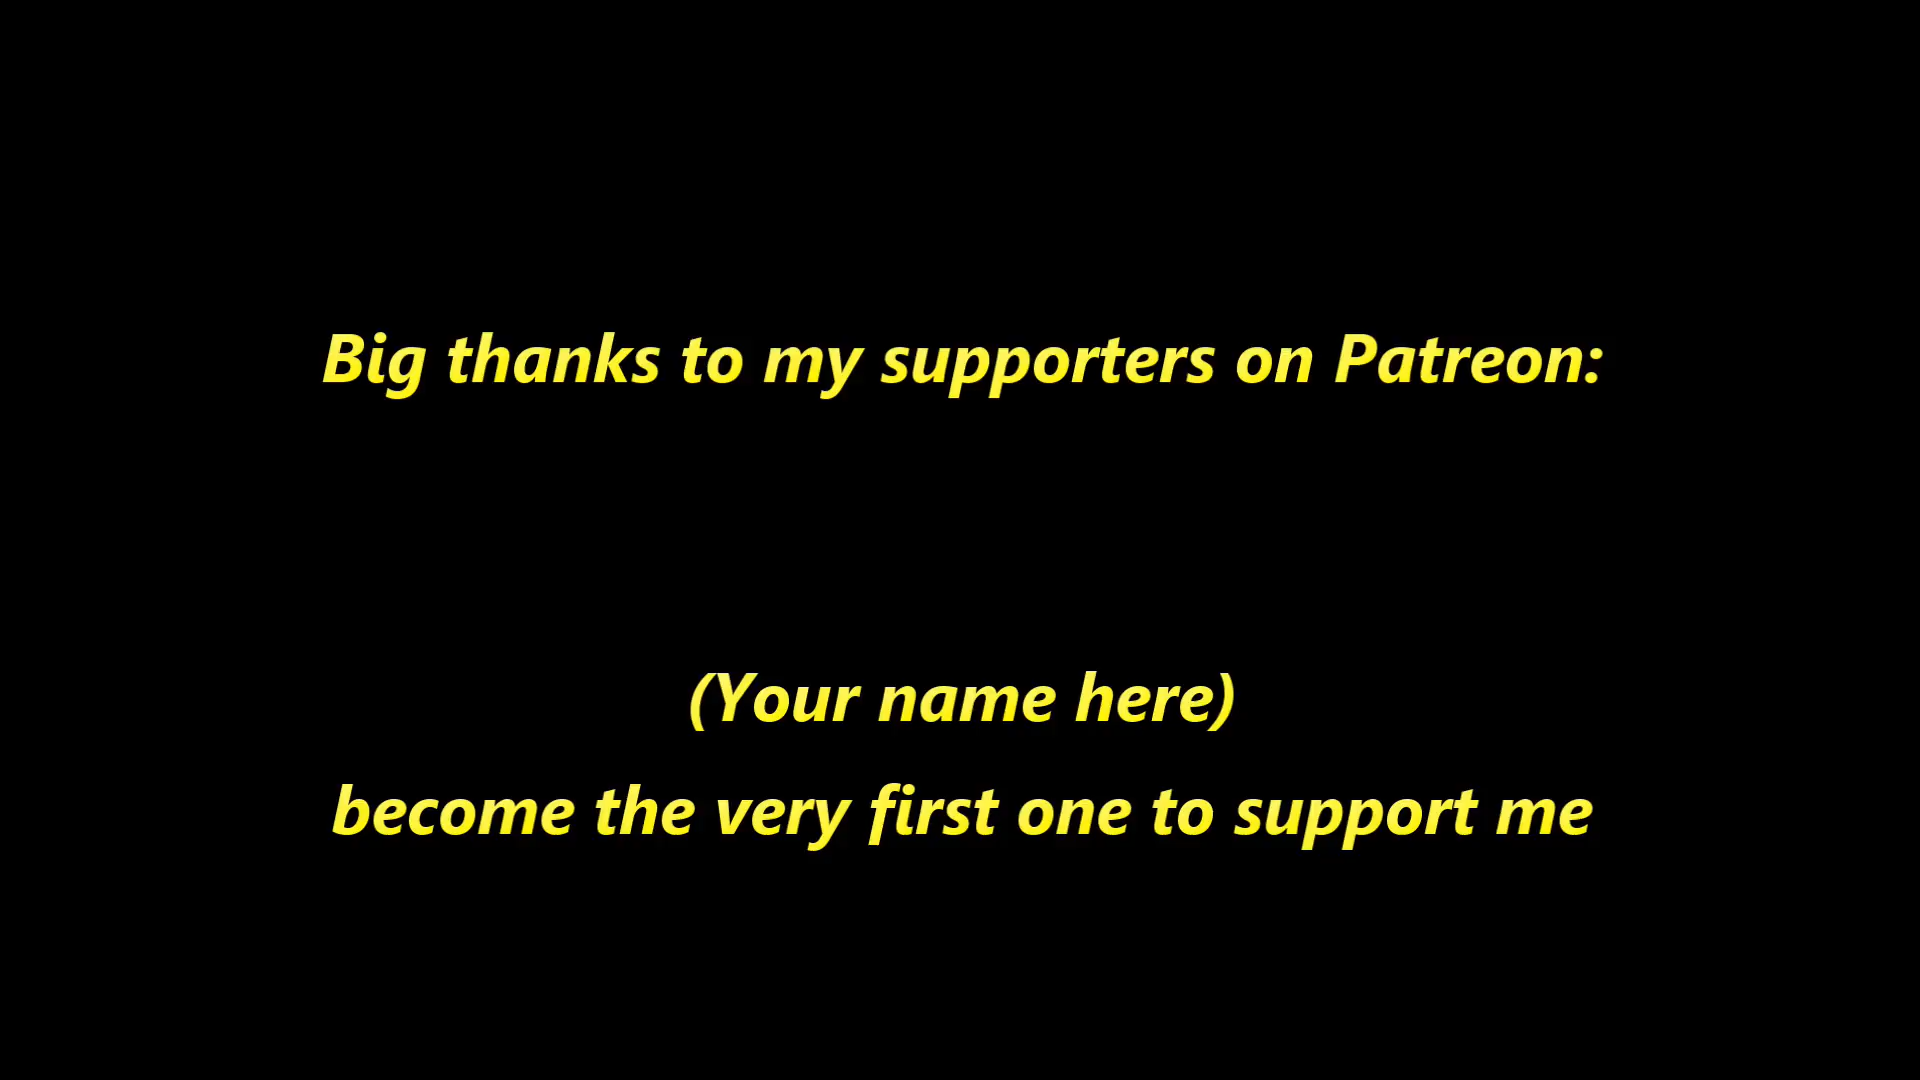 Big thanks to my supporters on Patreon:
(Your name here)
become the very first one to support me